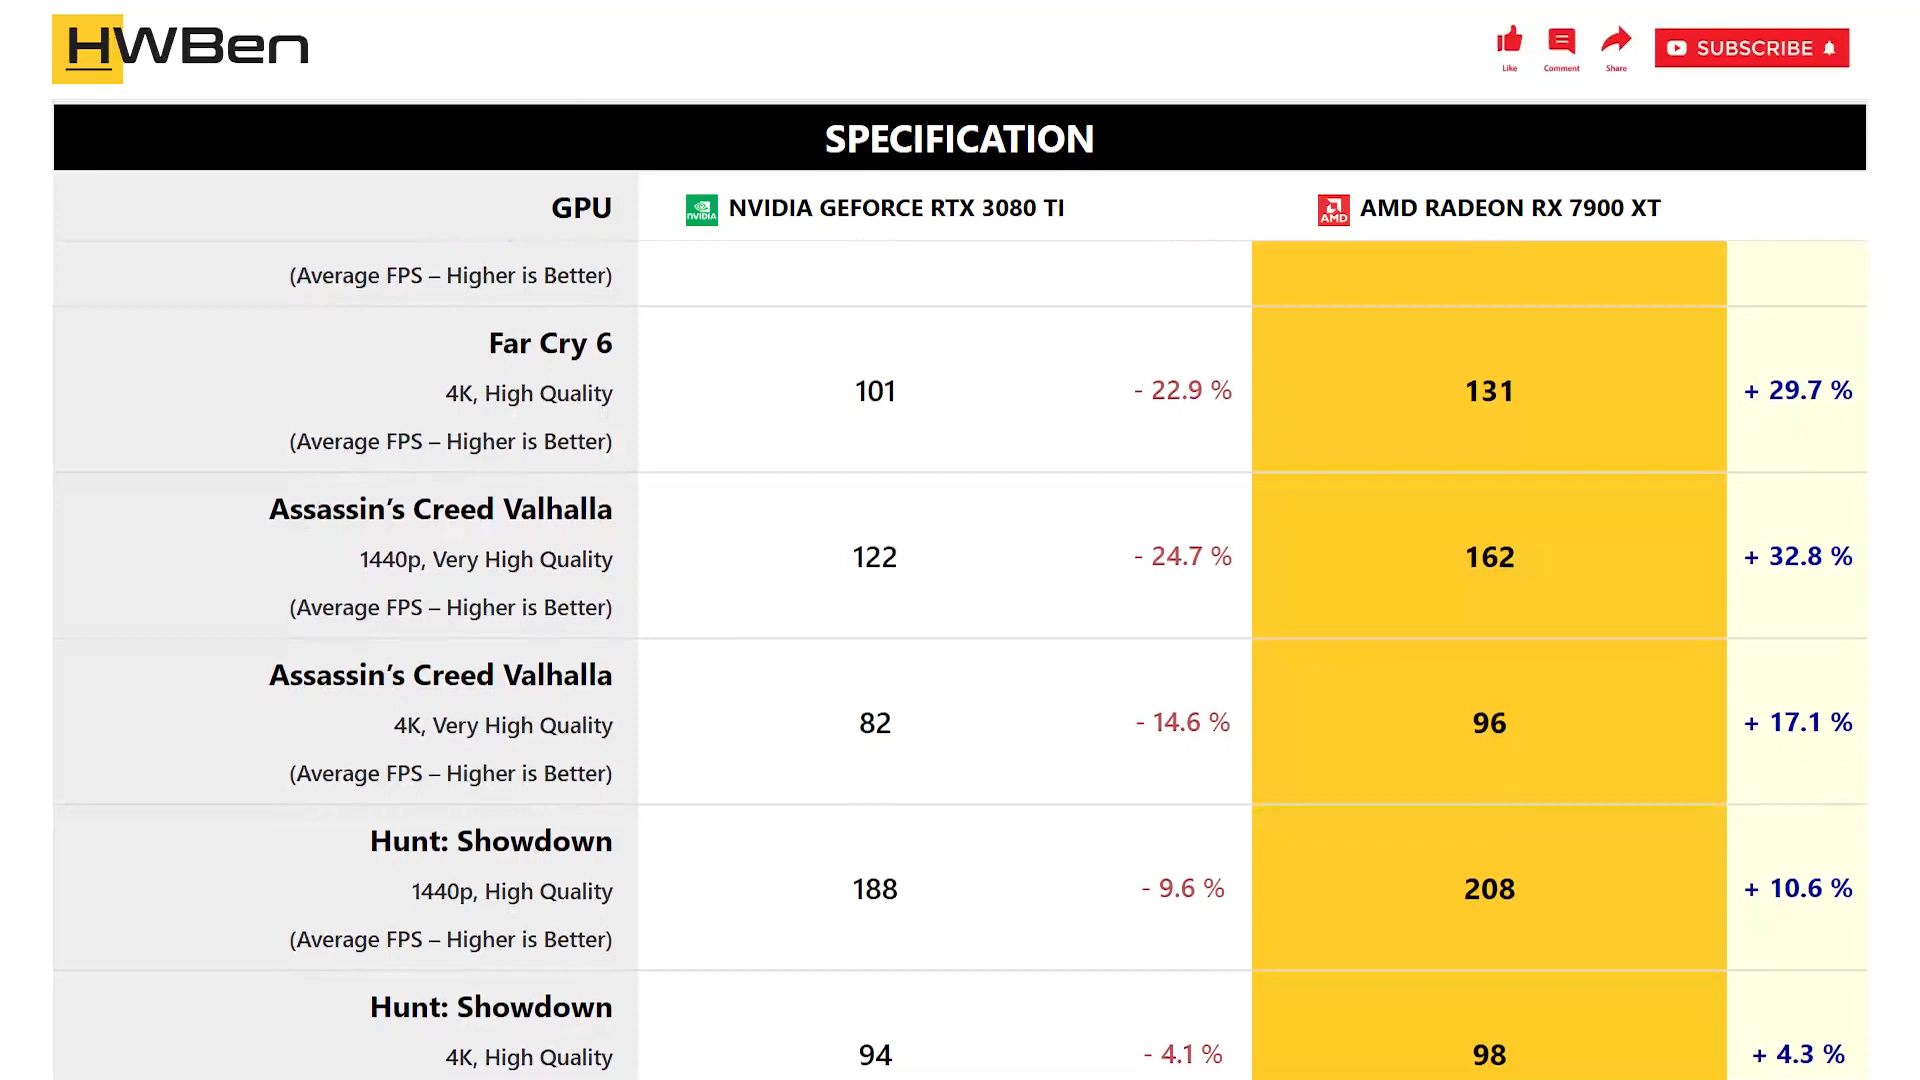 HWBen
Like Comment Share SUBSCRIBE
SPECIFICATION
GPU NVIDIA NVIDIA GEFORCE RTX 3080 TI AMD AMD RADEON RX 7900 XT
(Average FPS – Higher is Better)
Far Cry 6
4K, High Quality
(Average FPS – Higher is Better)
101 - 22.9 % 131 + 29.7 %
Assassin’s Creed Valhalla
1440p, Very High Quality
(Average FPS – Higher is Better)
122 - 24.7 % 162 + 32.8 %
Assassin’s Creed Valhalla
4K, Very High Quality
(Average FPS – Higher is Better)
82 - 14.6 % 96 + 17.1 %
Hunt: Showdown
1440p, High Quality
(Average FPS – Higher is Better)
188 - 9.6 % 208 + 10.6 %
Hunt: Showdown
4K, High Quality
94 - 4.1 % 98 + 4.3 %